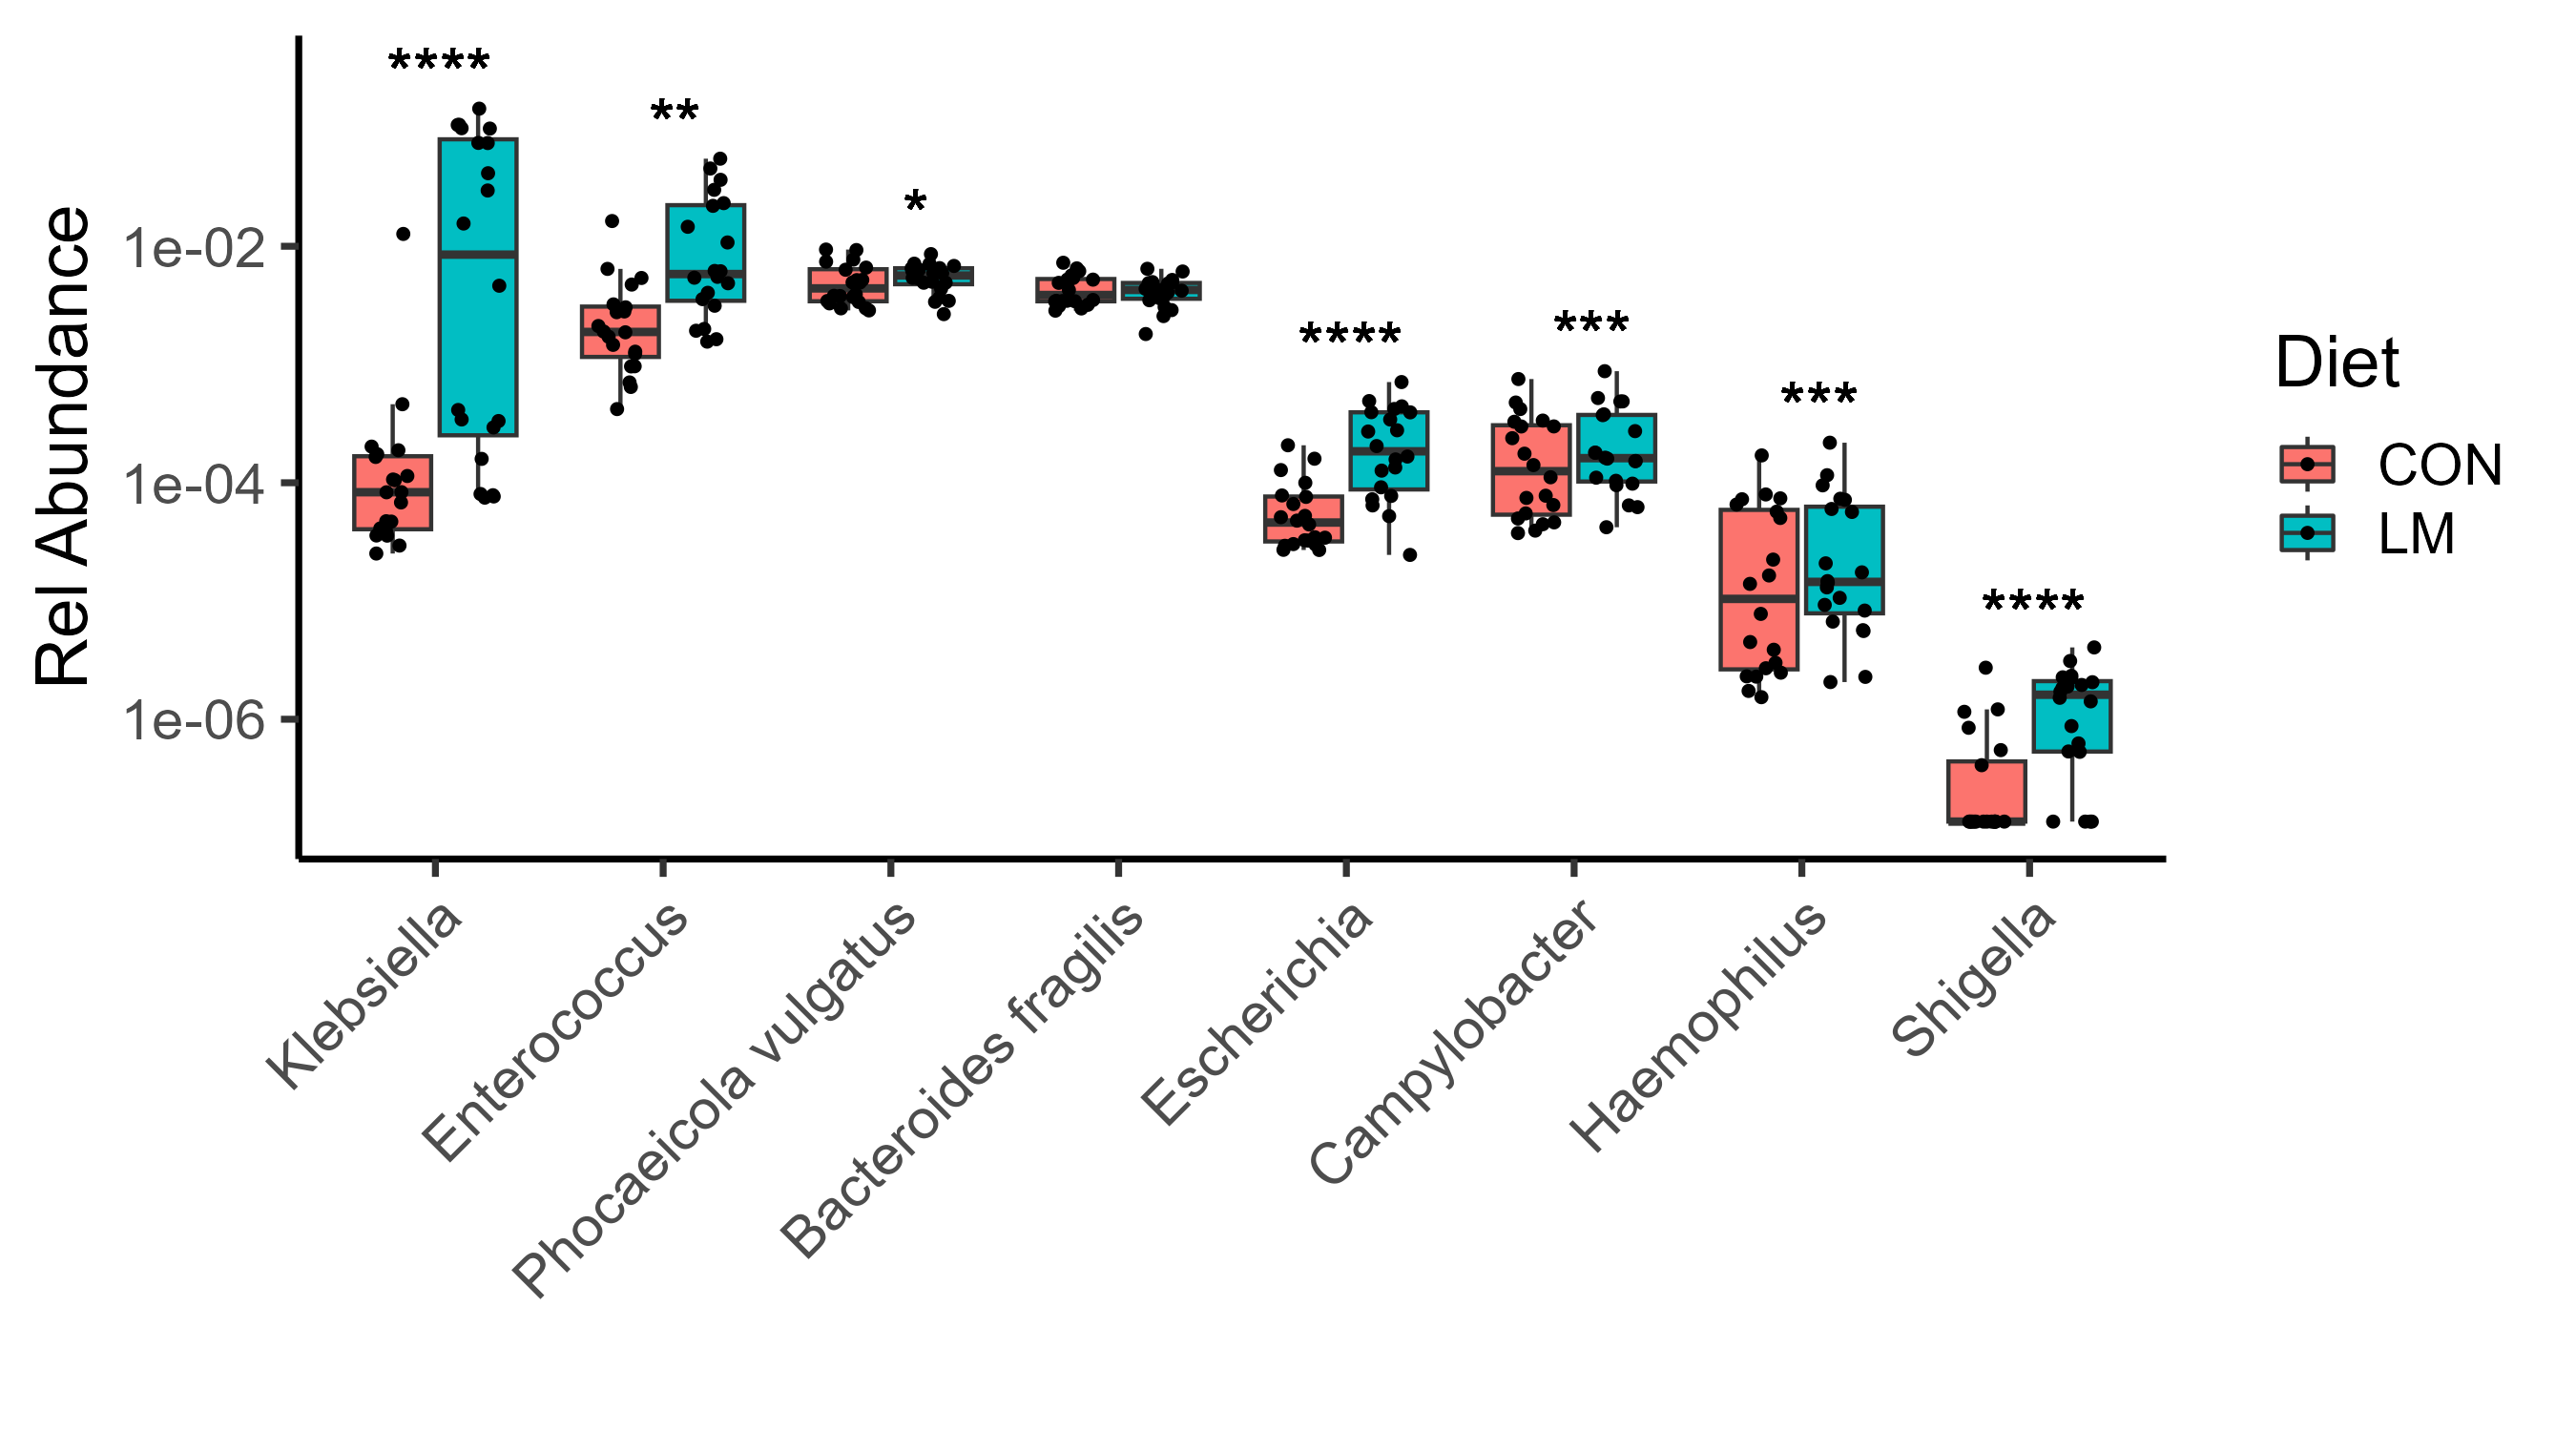 ****
**
*
****
***
***
****
Rel Abundance
1e-02
1e-04
1e-06
Klebsiella
Enterococcus
Phocaeicola vulgatus
Bacteroides fragilis
Escherichia
Campylobacter
Haemophilus
Shigella
Diet
CON
LM